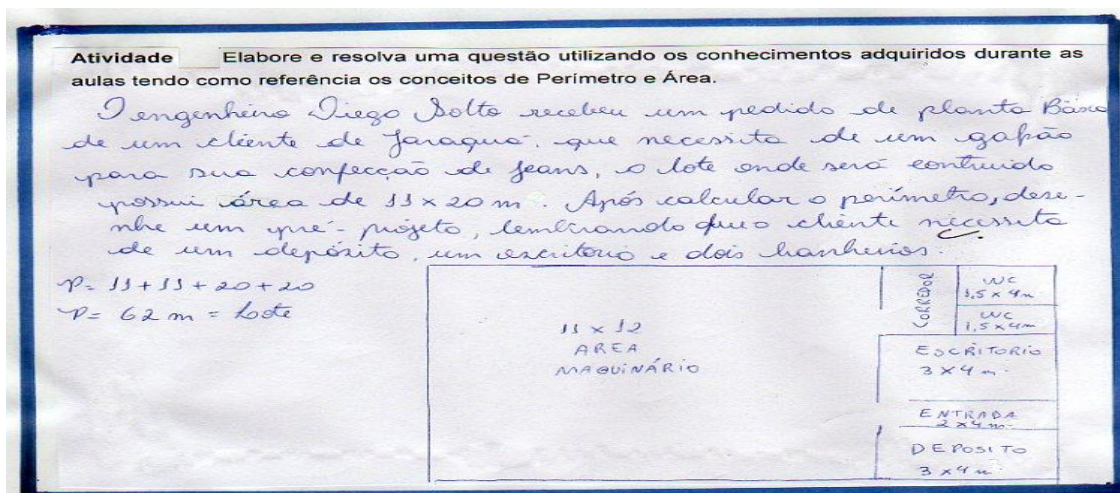 Atividade Elabore e resolva uma questão utilizando os conhecimentos adquiridos durante as
aulas tendo como referência os conceitos de Perímetro e Área.
O engenheiro Diego Solto recebeu um pedido de planta Básica
de um cliente de Jaraguá, que necessita de um galpão
para sua confecção de jeans, o lote onde será contruido
possui área de 11 x 20 m. Após calcular o perímetro, dese-
nhe um pré-projeto, lembrando que o cliente necessita
de um depósito, um escritorio e dois banheiros.
P= 11+11+20+20
P= 62 m = Lote
11 x 12
AREA
MAQUINÁRIO
CORREDOR
WC
1,5 x 4m
WC
1,5 x 4m
ESCRITORIO
3 x 4 m.
ENTRADA
2 x 4 m.
DEPOSITO
3 x 4 m